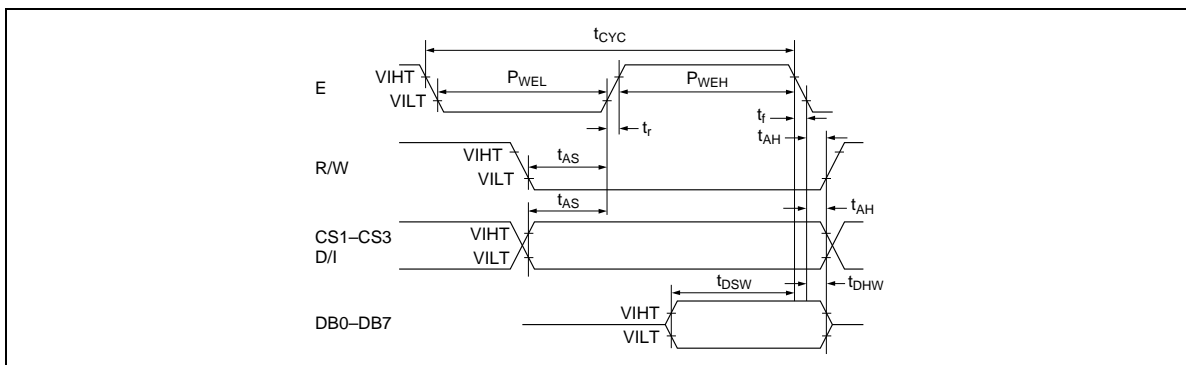 tCYC
E
VIHT
VILT
PWEL
PWEH
tr
tf
tAH
R/W
VIHT
VILT
tAS
tAS
tAH
CS1–CS3
D/I
VIHT
VILT
tDSW
tDHW
DB0–DB7
VIHT
VILT